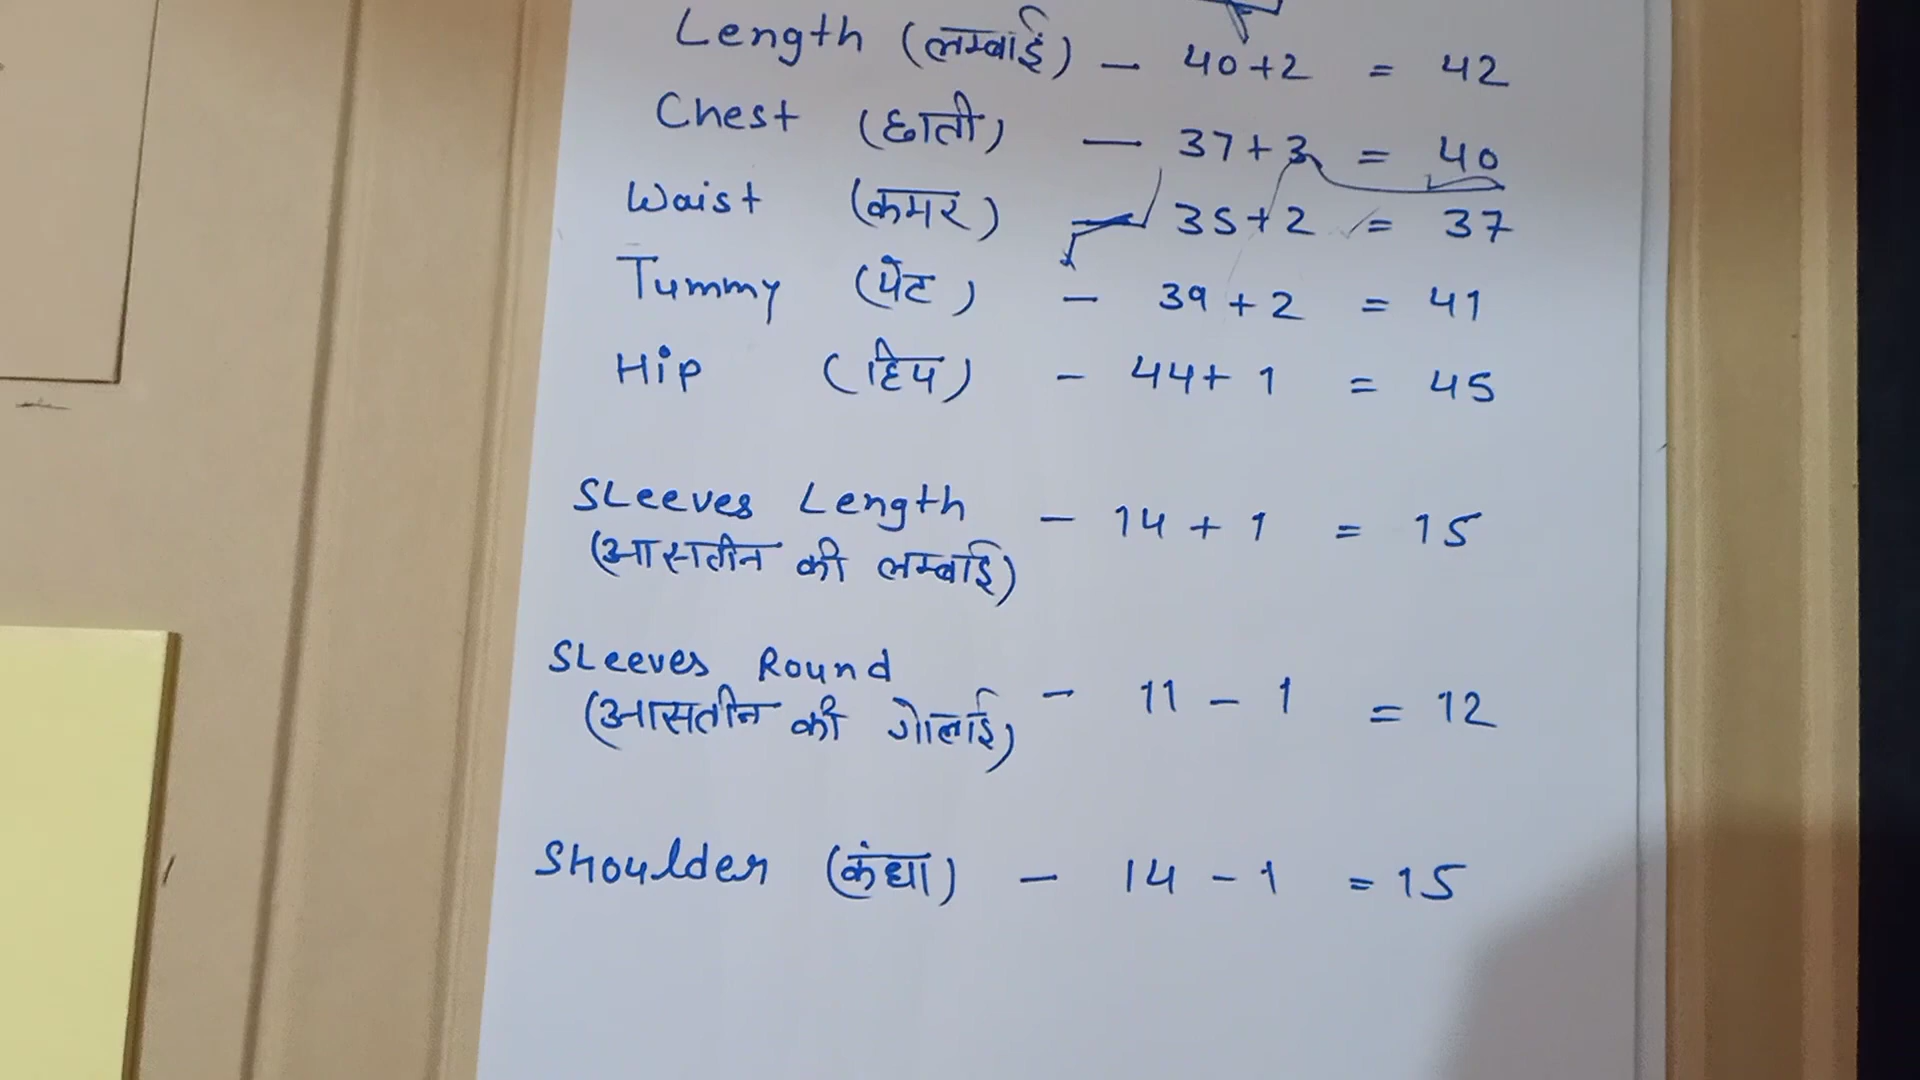 Length (लम्बाई) - 40+2 = 42
Chest (छाती) - 37+3 = 40
Waist (कमर) - 35+2 = 37
Tummy (पेट) - 39+2 = 41
Hip (हिप) - 44+1 = 45
Sleeves Length - 14+1 = 15
(आसतीन की लम्बाई)
Sleeves Round - 11-1 = 12
(आसतीन की गोलाई)
Shoulder (कंधा) - 14-1 = 15